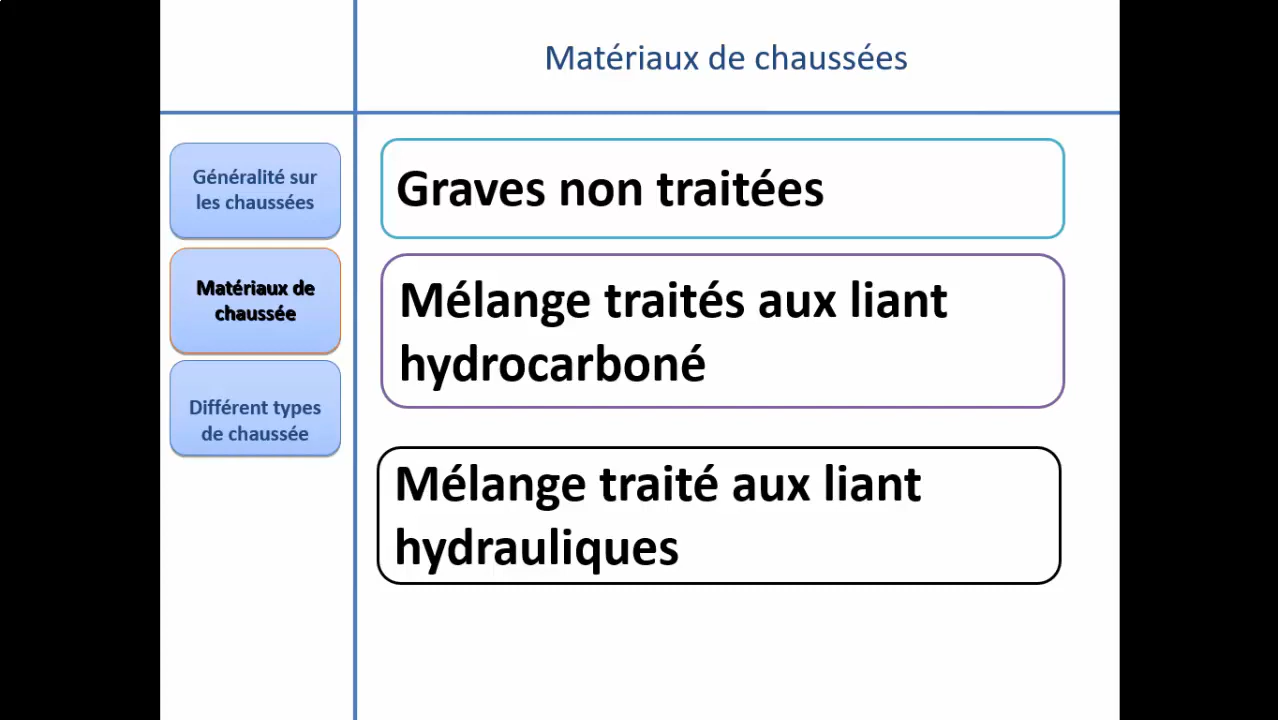 Matériaux de chaussées
Généralité sur
les chaussées
Matériaux de
chaussée
Différent types
de chaussée
Graves non traitées
Mélange traités aux liant
hydrocarboné
Mélange traité aux liant
hydrauliques